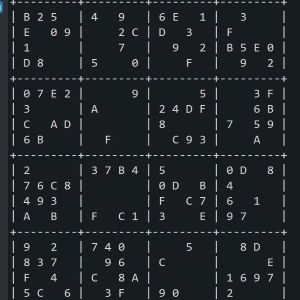 +---------+---------+---------+---------+
| B 2 5   | 4   9   | 6 E   1 |   3     |
| E   0 9 |     2 C | D   3   | F       |
| 1       |     7   |   9   2 | B 5 E 0 |
| D 8     | 5     0 |     F   |   9   2 |
+---------+---------+---------+---------+
| 0 7 E 2 |       9 |       5 |     3 F |
| 3       | A       | 2 4 D F |     6 B |
| C   A D |         | 8       | 7   5 9 |
| 6 B     |   F     |   C 9 3 |     A   |
+---------+---------+---------+---------+
| 2       | 3 7 B 4 | 5       | 0 D   8 |
| 7 6 C 8 |         | 0 D   B | 4       |
| 4 9 3   |         | F   C 7 | 6   1   |
| A   B   | F   C 1 | 3     E | 9 7     |
+---------+---------+---------+---------+
| 9   2   | 7 4 0   |     5   |   8 D   |
| 8 3 7   |   9 6   | C       |       E |
| F   4   | C   8 A |         | 1 6 9 7 |
| 5 C   6 |   3 F   | 9 0     | 2       |